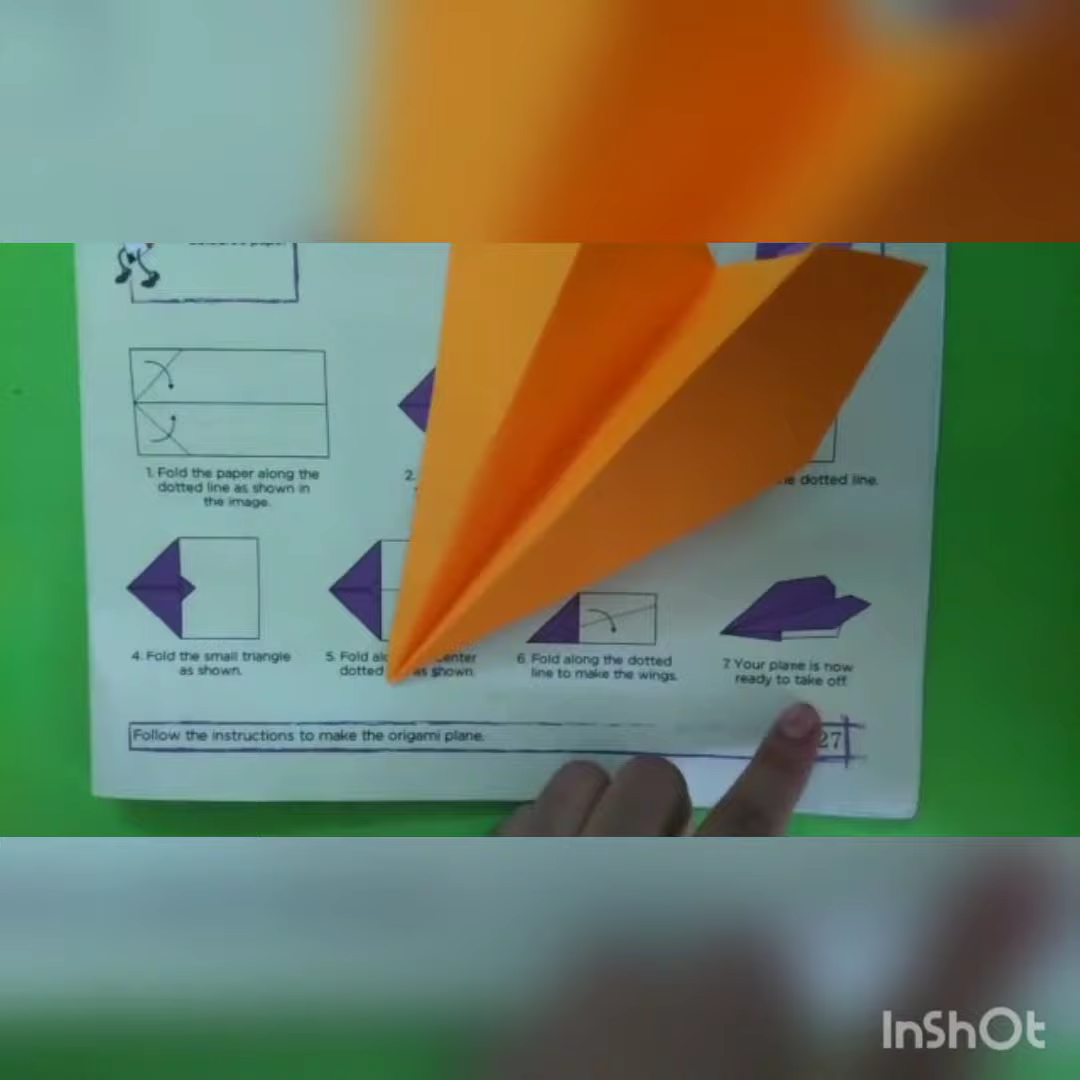 1. Fold the paper along the
dotted line as shown in
the image.
2.
dotted line.
4. Fold the small triangle
as shown.
5. Fold
dotted as shown.
6. Fold along the dotted
line to make the wings.
7. Your plane is now
ready to take off.
Follow the instructions to make the origami plane.
27
InShOt